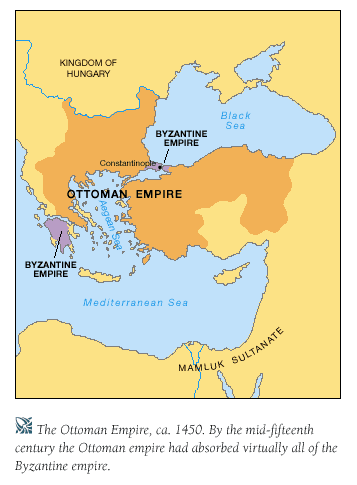 KINGDOM OF
HUNGARY
Black
Sea
BYZANTINE
EMPIRE
Constantinople
OTTOMAN EMPIRE
Aegean Sea
BYZANTINE
EMPIRE
Mediterranean Sea
MAMLUK SULTANATE
The Ottoman Empire, ca. 1450. By the mid-fifteenth
century the Ottoman empire had absorbed virtually all of the
Byzantine empire.